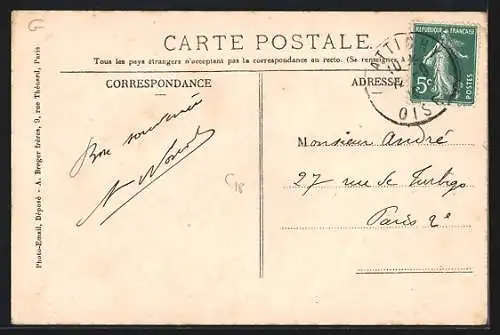 G
CARTE POSTALE
Tous les pays étrangers n'acceptent pas la correspondance au recto. (Se renseigner à
CORRESPONDANCE
ADRESSE
RÉPUBLIQUE FRANÇAISE
5c
POSTES
ATTICHY
OISE
Bon souvenir
Monsieur André
27 rue de Turbigo
Paris 2e
Photo-Email, Déposé - A. Breger frères, 9, rue Thénard, Paris